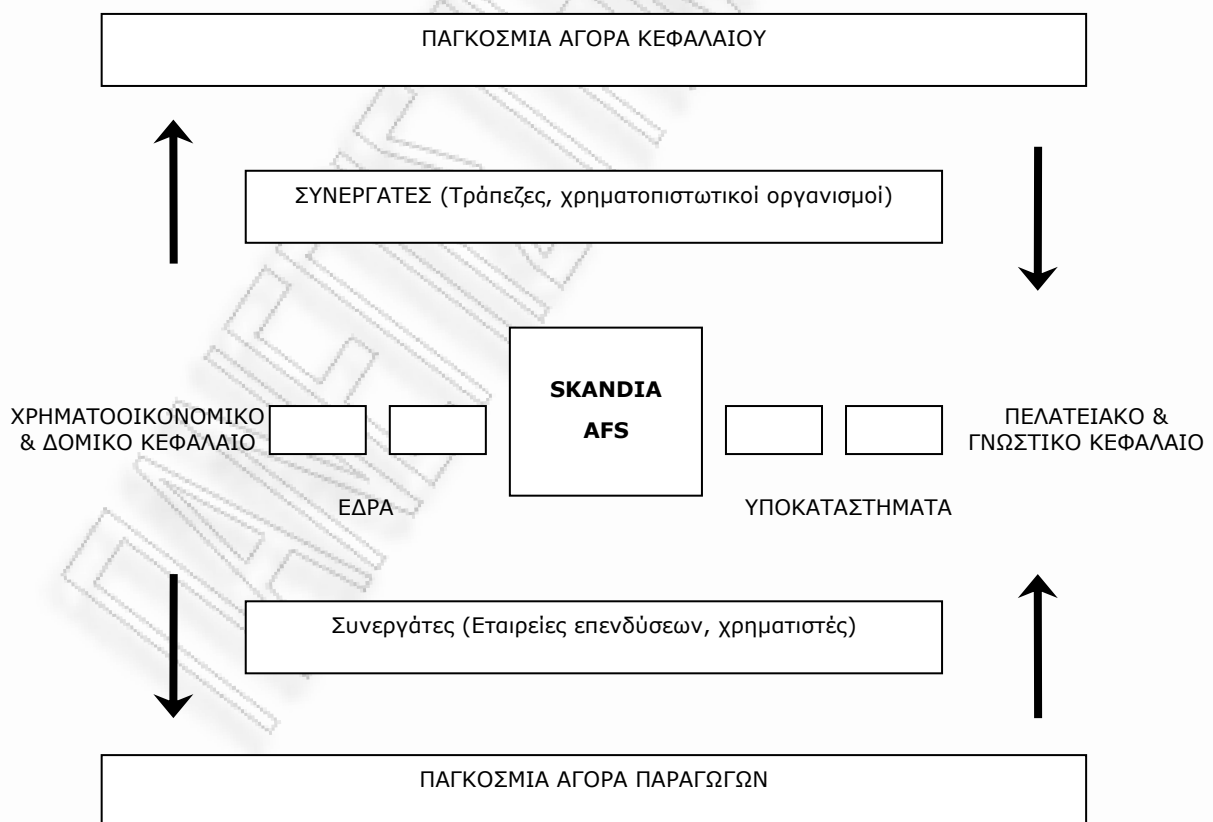 ΠΑΓΚΟΣΜΙΑ ΑΓΟΡΑ ΚΕΦΑΛΑΙΟΥ
ΣΥΝΕΡΓΑΤΕΣ (Τράπεζες, χρηματοπιστωτικοί οργανισμοί)
SKANDIA
AFS
ΧΡΗΜΑΤΟΟΙΚΟΝΟΜΙΚΟ
& ΔΟΜΙΚΟ ΚΕΦΑΛΑΙΟ
ΠΕΛΑΤΕΙΑΚΟ &
ΓΝΩΣΤΙΚΟ ΚΕΦΑΛΑΙΟ
ΕΔΡΑ
ΥΠΟΚΑΤΑΣΤΗΜΑΤΑ
Συνεργάτες (Εταιρείες επενδύσεων, χρηματιστές)
ΠΑΓΚΟΣΜΙΑ ΑΓΟΡΑ ΠΑΡΑΓΩΓΩΝ